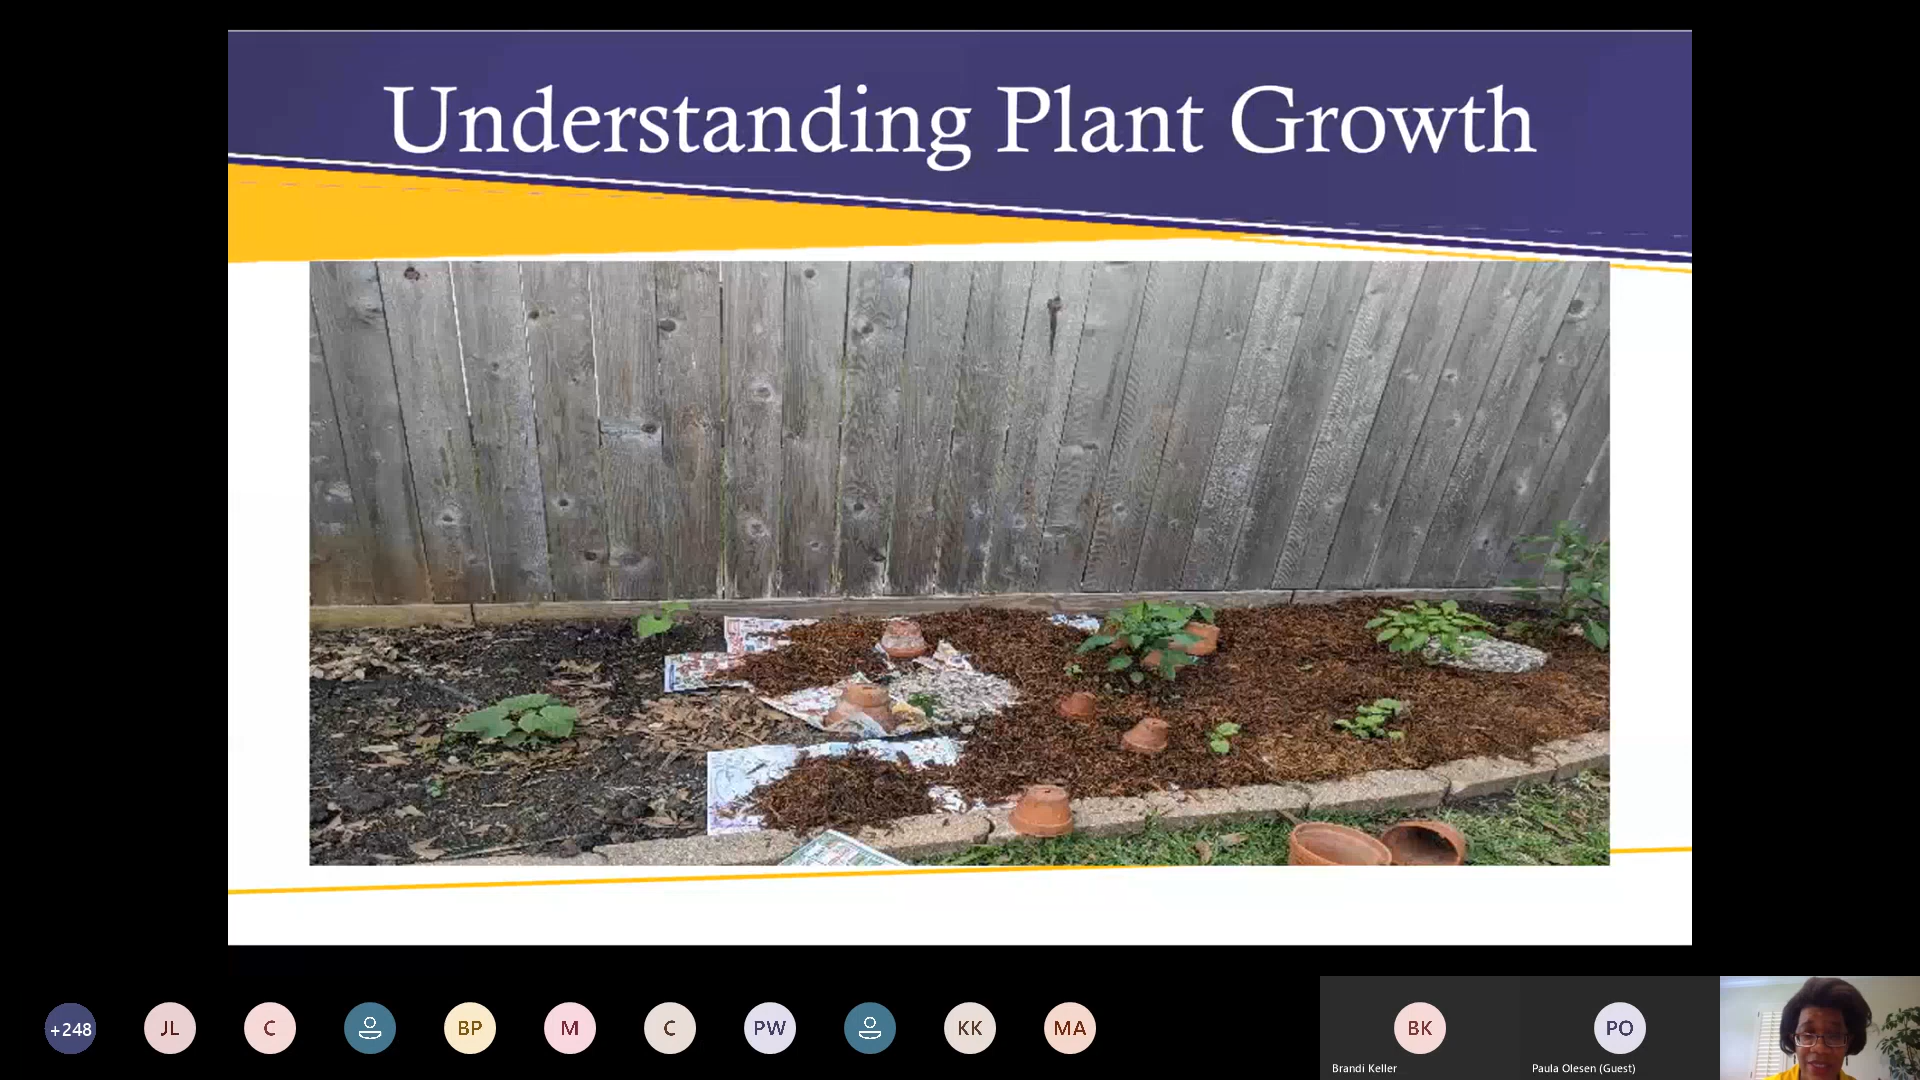 Understanding Plant Growth
+248
JL
C
BP
M
C
PW
KK
MA
BK
PO
Brandi Keller
Paula Olesen (Guest)